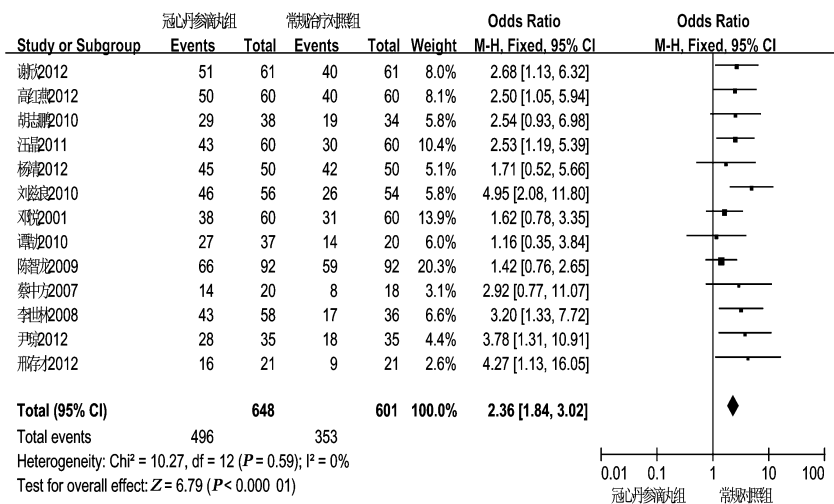 冠心丹参滴丸组 常规治疗对照组 Odds Ratio Odds Ratio
Study or Subgroup Events Total Events Total Weight M-H, Fixed, 95% CI M-H, Fixed, 95% CI
谢欣2012 51 61 40 61 8.0% 2.68 [1.13, 6.32]
高红燕2012 50 60 40 60 8.1% 2.50 [1.05, 5.94]
胡志鹏2010 29 38 19 34 5.8% 2.54 [0.93, 6.98]
汪晶2011 43 60 30 60 10.4% 2.53 [1.19, 5.39]
杨靖2012 45 50 42 50 5.1% 1.71 [0.52, 5.66]
刘兹良2010 46 56 26 54 5.8% 4.95 [2.08, 11.80]
邓悦2001 38 60 31 60 13.9% 1.62 [0.78, 3.35]
2010 27 37 14 20 6.0% 1.16 [0.35, 3.84]
陈智龙2009 66 92 59 92 20.3% 1.42 [0.76, 2.65]
蔡中方2007 14 20 8 18 3.1% 2.92 [0.77, 11.07]
李世林2008 43 58 17 36 6.6% 3.20 [1.33, 7.72]
尹琼2012 28 35 18 35 4.4% 3.78 [1.31, 10.91]
邢存才2012 16 21 9 21 2.6% 4.27 [1.13, 16.05]
Total (95% CI) 648 601 100.0% 2.36 [1.84, 3.02]
Total events 496 353
Heterogeneity: Chi² = 10.27, df = 12 (P = 0.59); I² = 0%
Test for overall effect: Z = 6.79 (P < 0.000 01)
0.01 0.1 1 10 100
冠心丹参滴丸组 常规对照组